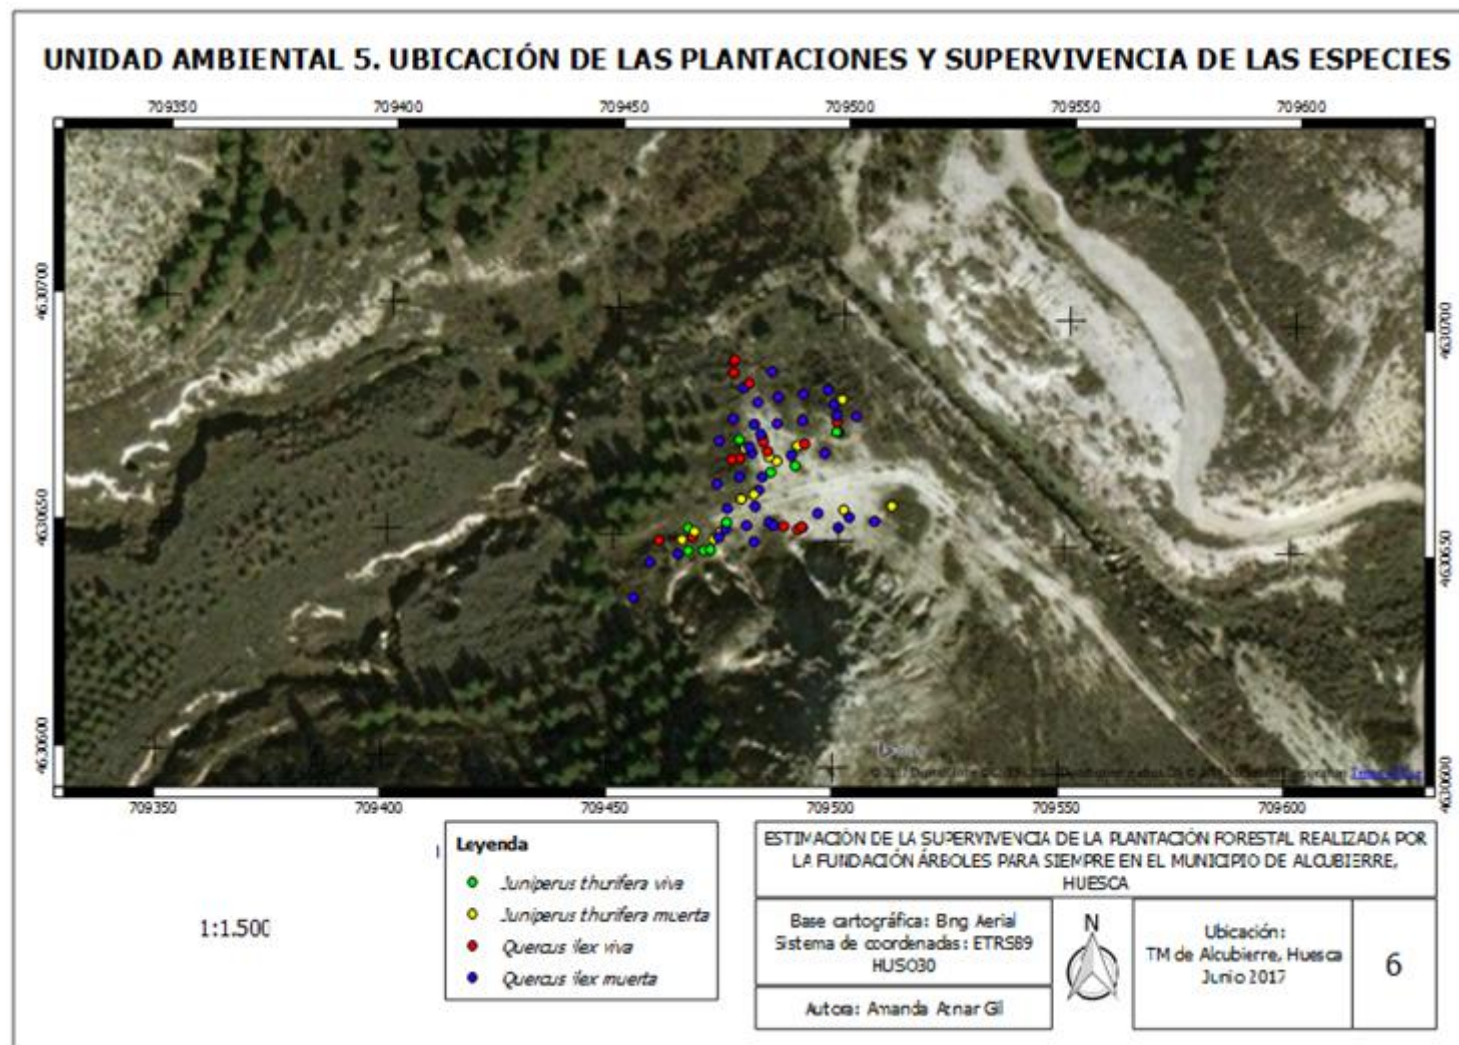 UNIDAD AMBIENTAL 5. UBICACIÓN DE LAS PLANTACIONES Y SUPERVIVENCIA DE LAS ESPECIES
709350 709400 709450 709500 709550 709600
4630700 4630700
4630650 4630650
4630600 4630600
709350 709400 709450 709500 709550 709600
Leyenda
Juniperus thurifera viva
Juniperus thurifera muerta
Quercus ilex viva
Quercus ilex muerta
1:1.500
ESTIMACIÓN DE LA SUPERVIVENCIA DE LA PLANTACIÓN FORESTAL REALIZADA POR
LA FUNDACIÓN ÁRBOLES PARA SIEMPRE EN EL MUNICIPIO DE ALCUBIERRE,
HUESCA
Base cartográfica: Bing Aerial
Sistema de coordenadas: ETRS89
HUSO30
Autora: Amanda Aznar Gil
N
Ubicación:
TM de Alcubierre, Huesca
Junio 2017
6